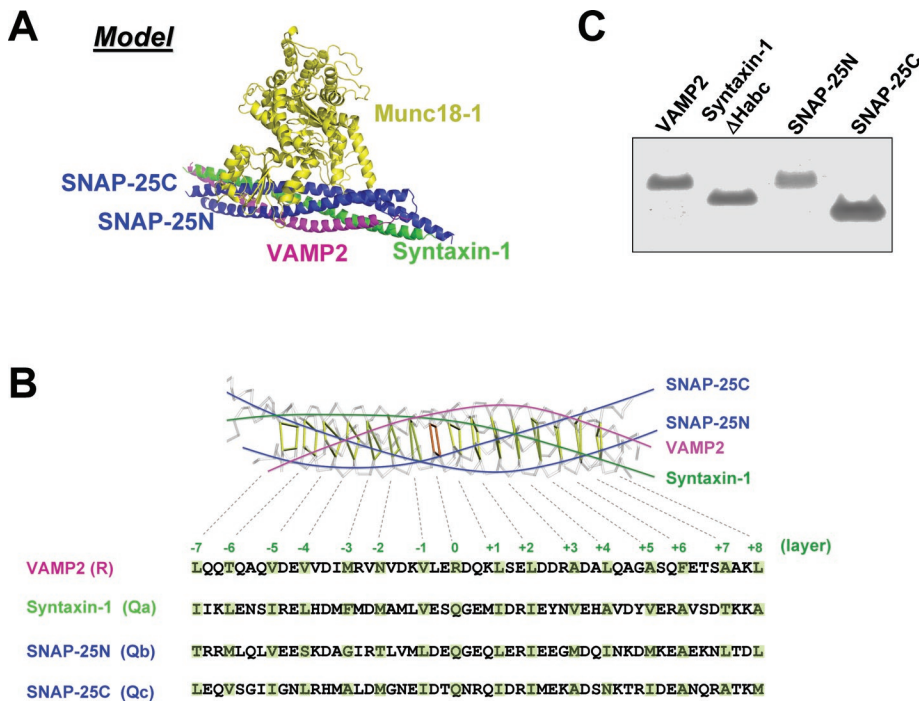 A
Model
Munc18-1
SNAP-25C
SNAP-25N
VAMP2
Syntaxin-1
C
VAMP2
Syntaxin-1
ΔHabc
SNAP-25N
SNAP-25C
B
SNAP-25C
SNAP-25N
VAMP2
Syntaxin-1
-7 -6 -5 -4 -3 -2 -1 0 +1 +2 +3 +4 +5 +6 +7 +8 (layer)
VAMP2 (R) LQQTQAQVDEVVDIMRVNVDKVLERDQKLSELDDRADALQAGASQFETSAAKL
Syntaxin-1 (Qa) IIKLENSIRELHDMFMDMAMLVESQGEMIDRIEYNVEHAVDYVERAVSDTKKA
SNAP-25N (Qb) TRRMLQLVEESKDAGIRTLVMLDEQGEQLERIEEGMDQINKDMKEAEKNLTDL
SNAP-25C (Qc) LEQVSGIIGNLRHMALDMGNEIDTQNRQIDRIMEKADSNKTRIDEANQRATKM